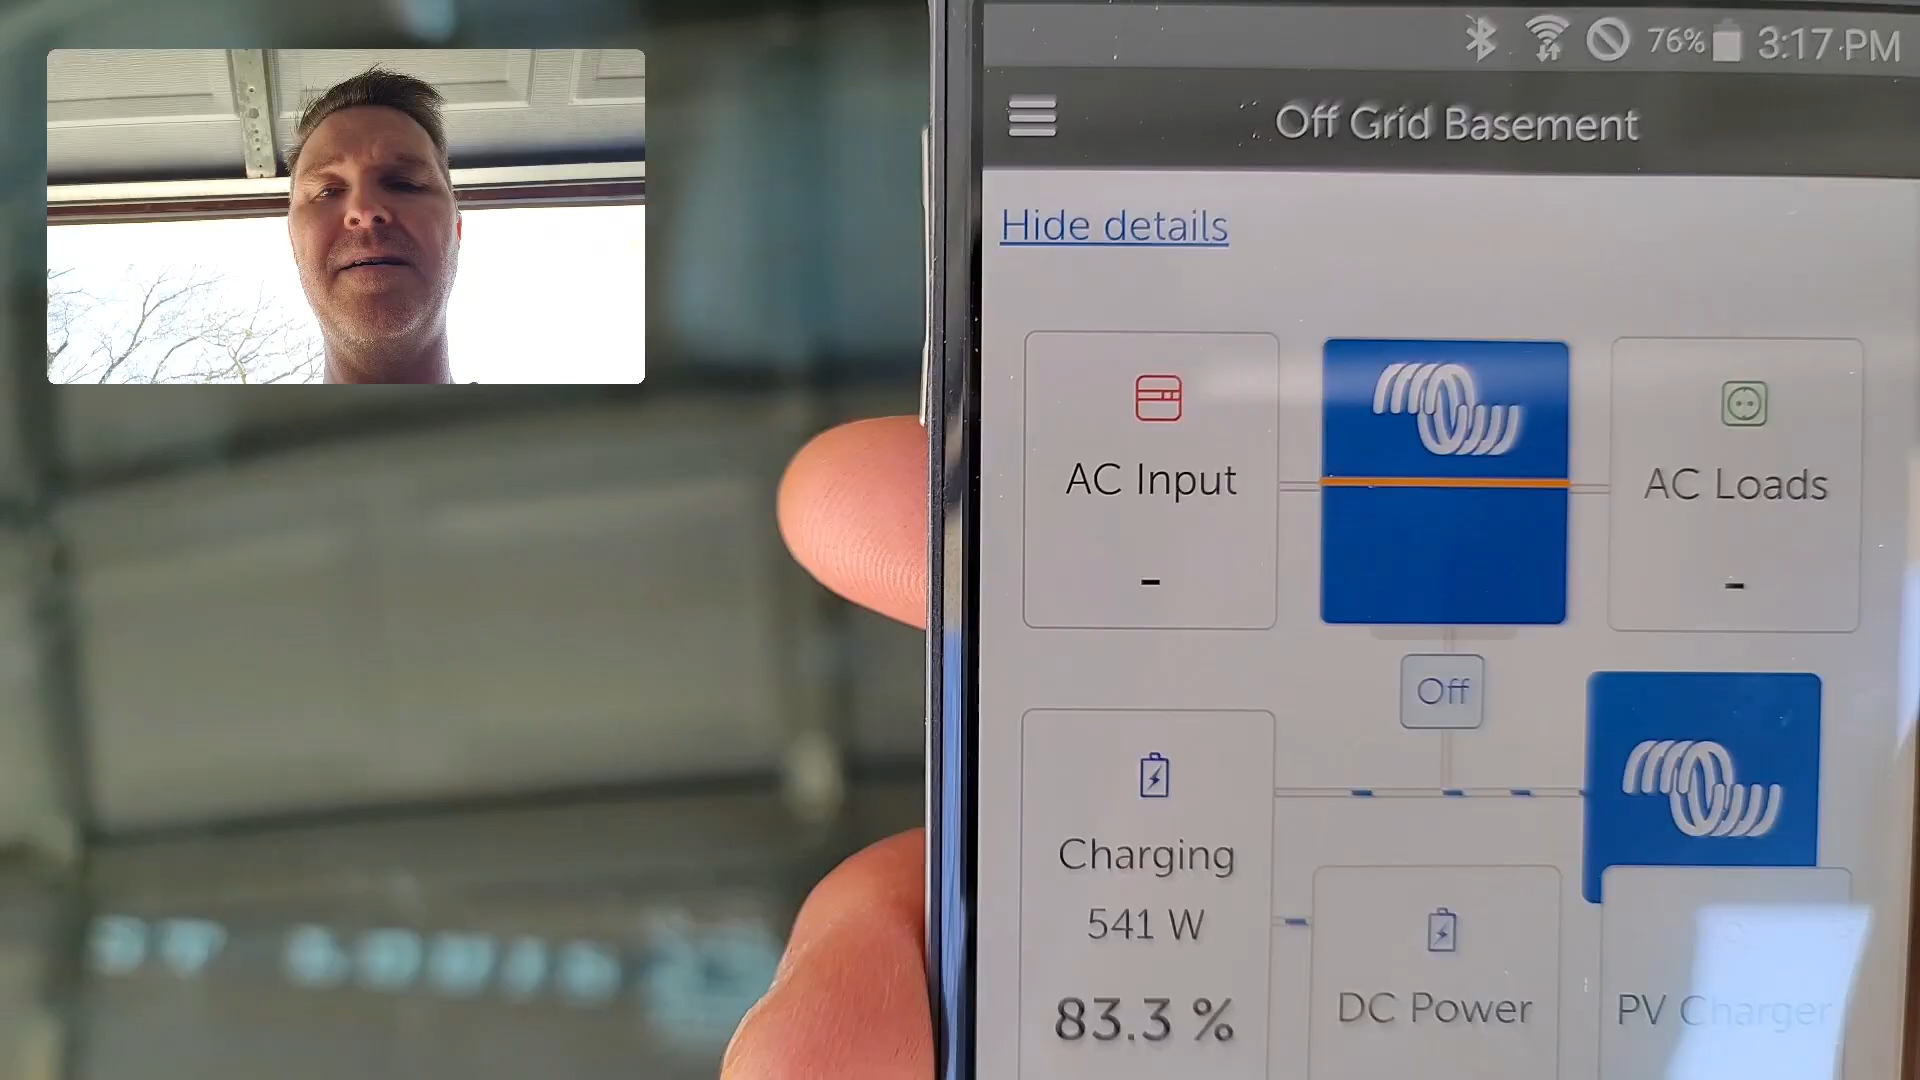 76% 3:17 PM
Off Grid Basement
Hide details
AC Input
-
AC Loads
-
Off
Charging
541 W
83.3 %
DC Power
PV Charger